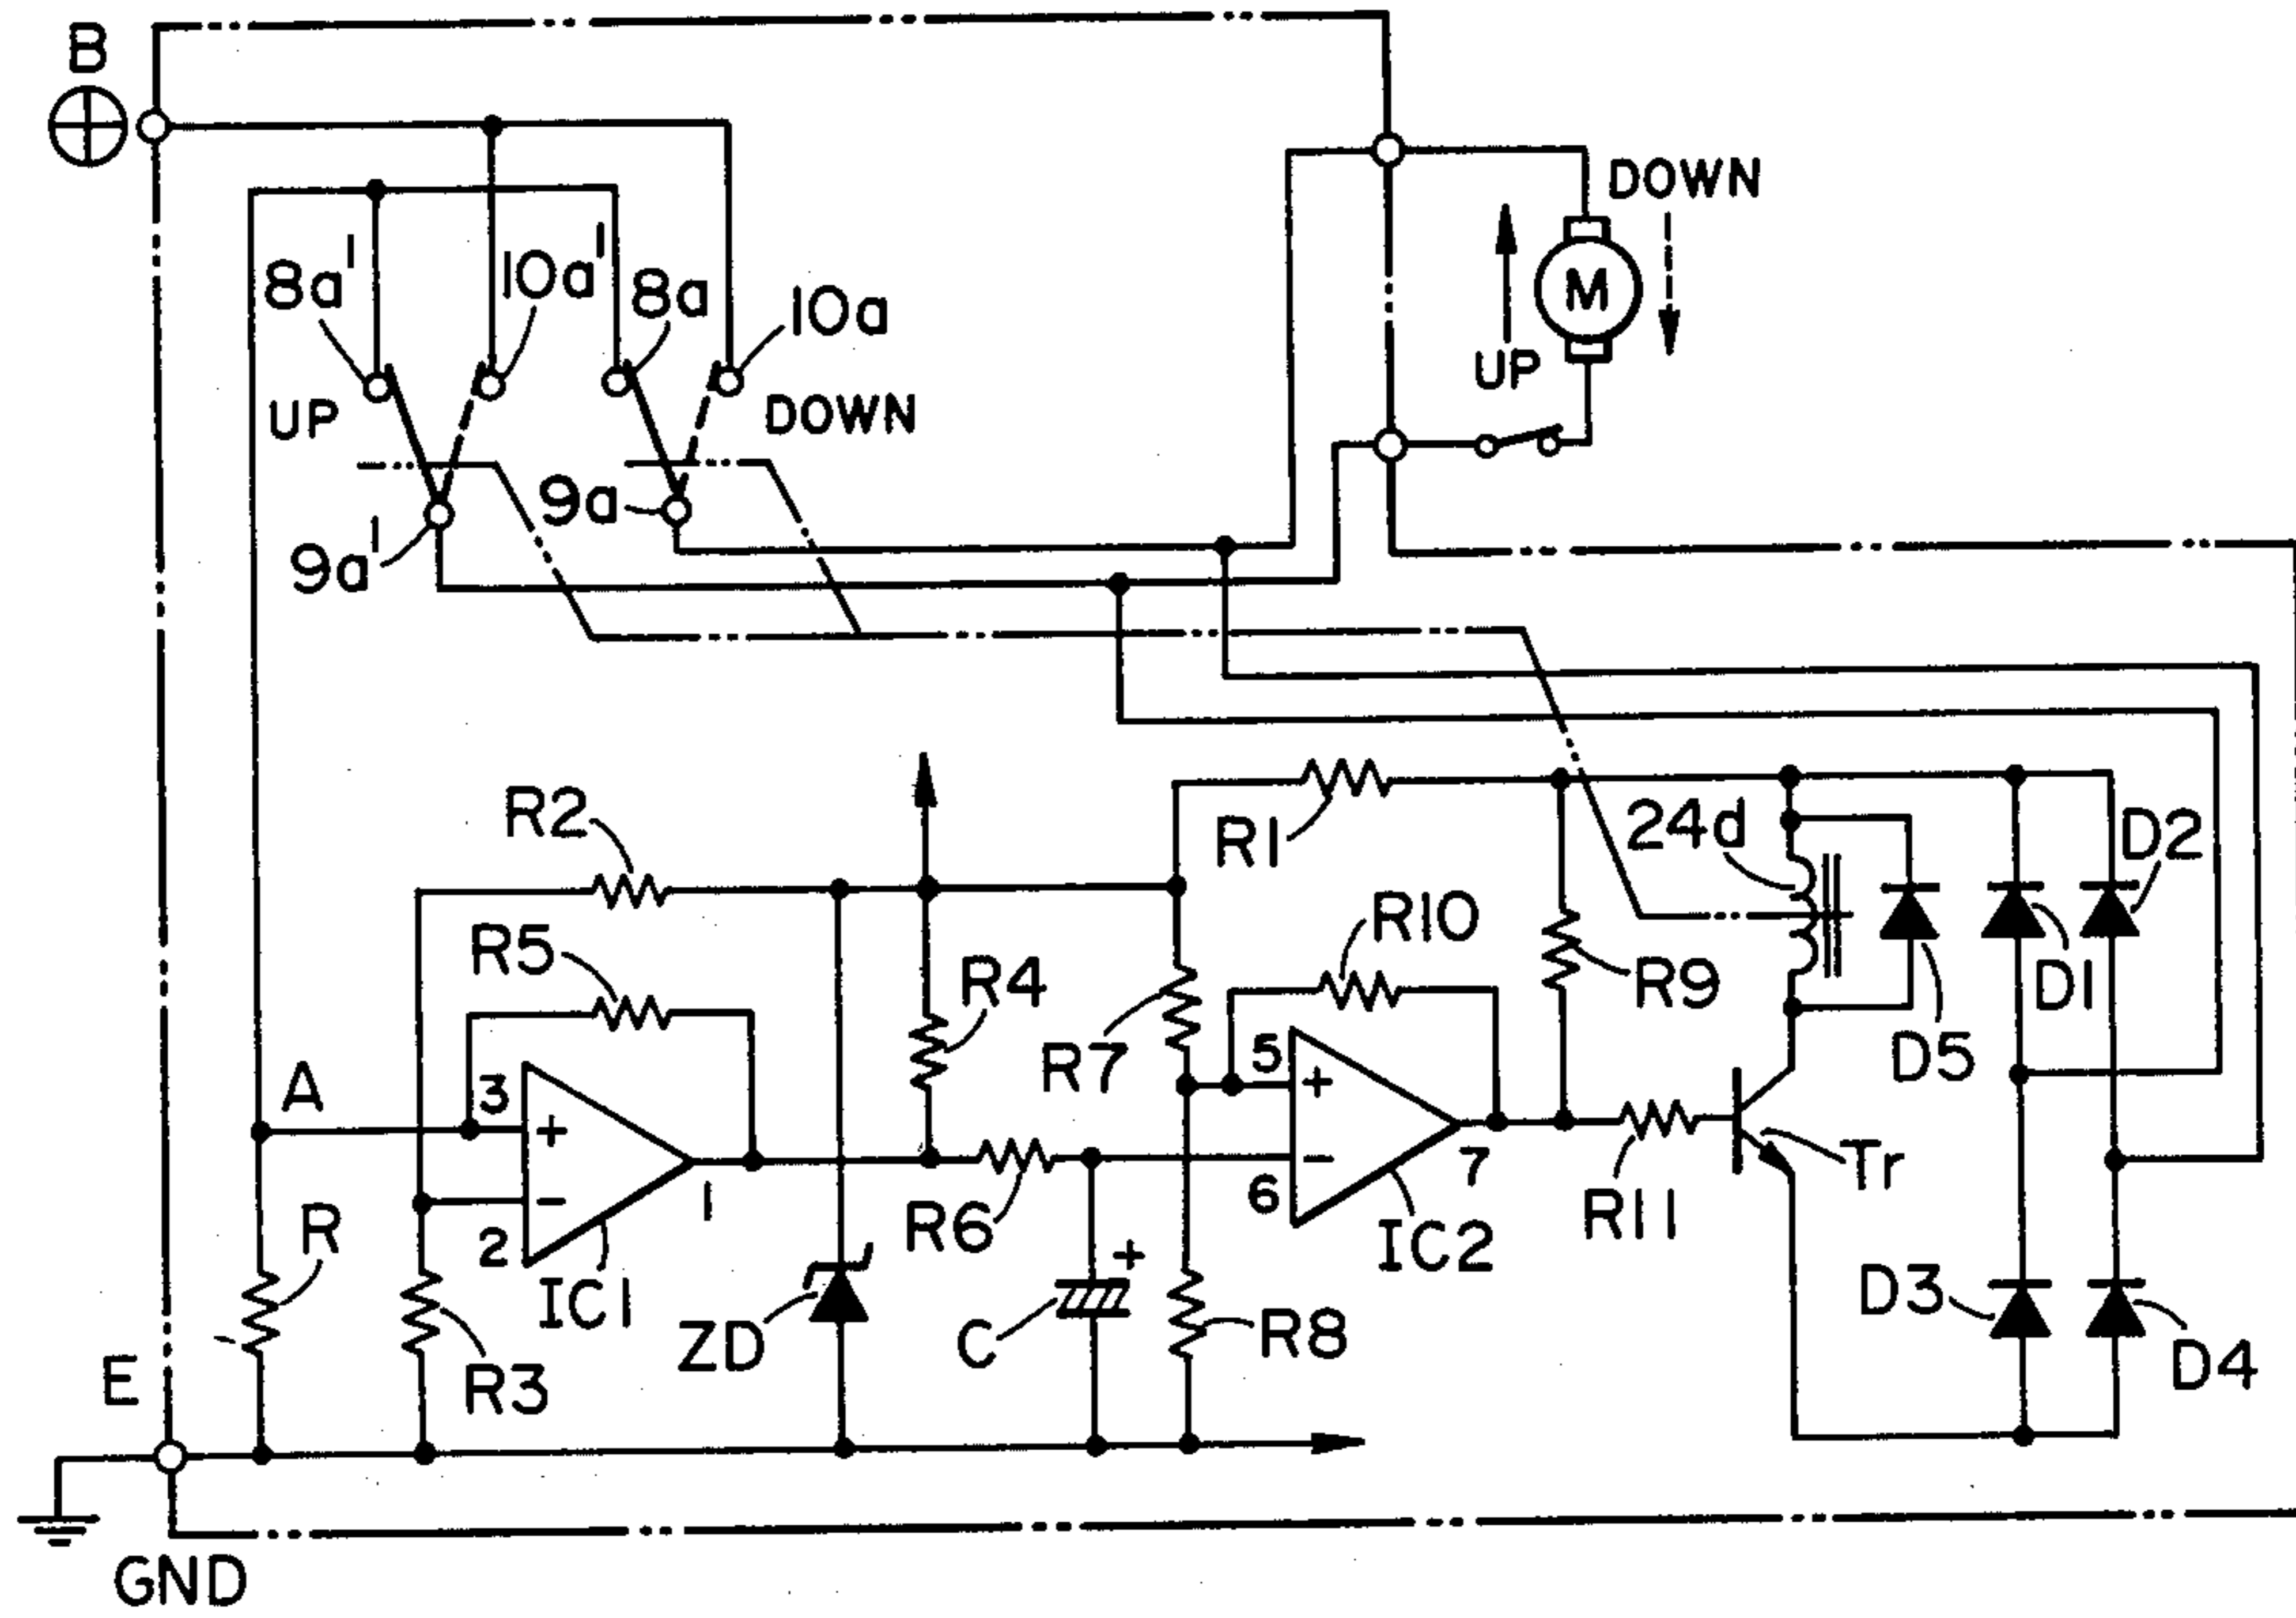 B
DOWN
8a'
10a'
8a
10a
M
UP
UP
DOWN
9a
9a'
R2
R1
24d
D2
R5
R4
R10
R9
D1
R7
D5
A
3
+
5
+
−
2
1
−
6
7
Tr
R
R6
R11
IC1
IC2
+
ZD
C
R8
D3
D4
E
R3
GND